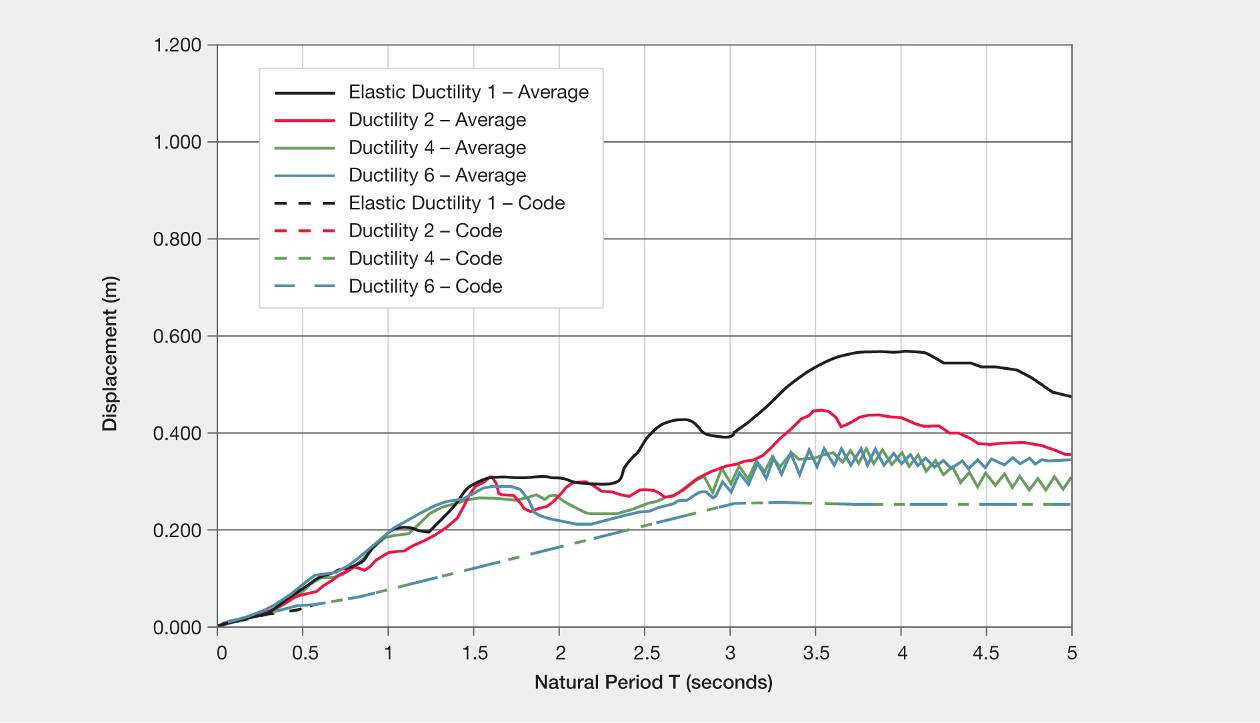 1.200
1.000
0.800
0.600
0.400
0.200
0.000
Displacement (m)
Elastic Ductility 1 – Average
Ductility 2 – Average
Ductility 4 – Average
Ductility 6 – Average
Elastic Ductility 1 – Code
Ductility 2 – Code
Ductility 4 – Code
Ductility 6 – Code
0 0.5 1 1.5 2 2.5 3 3.5 4 4.5 5
Natural Period T (seconds)